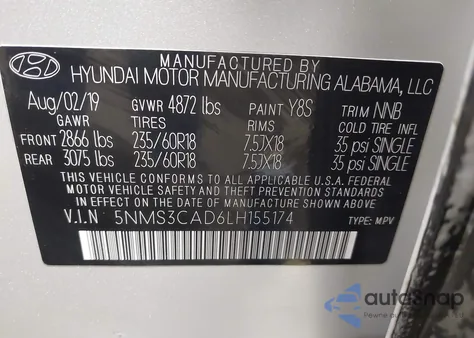 MANUFACTURED BY
HYUNDAI MOTOR MANUFACTURING ALABAMA, LLC
Aug/02/19 GVWR 4872 lbs PAINT Y8S TRIM NNB
GAWR TIRES RIMS COLD TIRE INFL
FRONT 2866 lbs 235/60R18 7.5JX18 35 psi SINGLE
REAR 3075 lbs 235/60R18 7.5JX18 35 psi SINGLE
THIS VEHICLE CONFORMS TO ALL APPLICABLE U.S.A. FEDERAL
MOTOR VEHICLE SAFETY AND THEFT PREVENTION STANDARDS
IN EFFECT ON THE DATE OF MANUFACTURE SHOWN ABOVE
V.I.N 5NMS3CAD6LH155174 TYPE: MPV
autoSnap